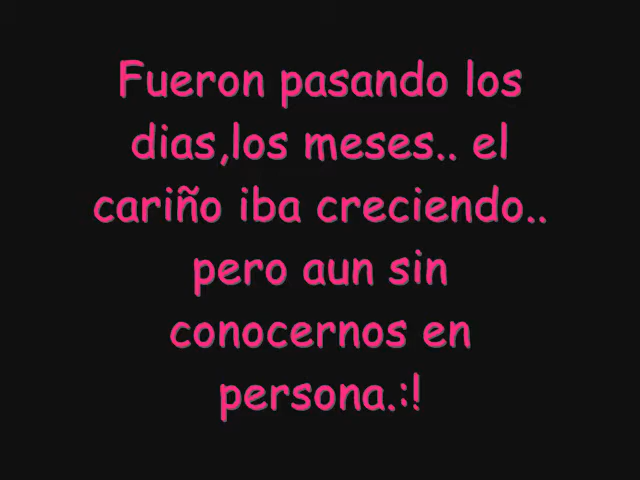 Fueron pasando los
dias,los meses.. el
cariño iba creciendo..
pero aun sin
conocernos en
persona.:!